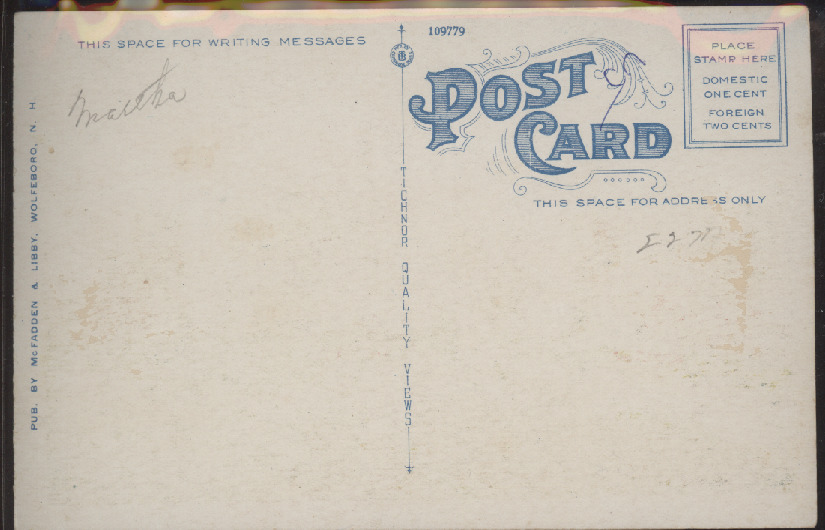 THIS SPACE FOR WRITING MESSAGES
109779
PLACE
STAMP HERE
DOMESTIC
ONE CENT
FOREIGN
TWO CENTS
POST
CARD
THIS SPACE FOR ADDRESS ONLY
Martha
TICHNOR QUALITY VIEWS
PUB. BY McFADDEN & LIBBY, WOLFEBORO, N. H